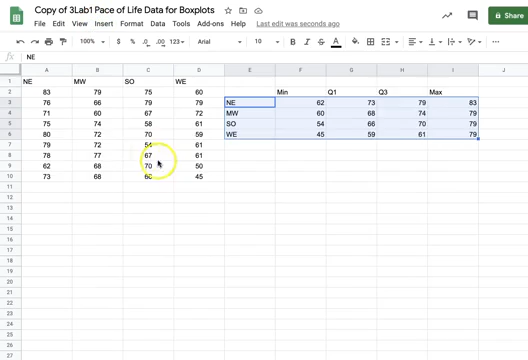 Copy of 3Lab1 Pace of Life Data for Boxplots
Share
File Edit View Insert Format Data Tools Add-ons Help Last edit was seconds ago
100% $ % .0 .00 123 Arial 10 B I S A
fx NE
A B C D E F G H I J
1 NE MW SO WE
2 83 79 75 60 Min Q1 Q3 Max
3 76 66 79 79 NE 62 73 79 83
4 71 60 67 72 MW 60 68 74 79
5 75 74 58 61 SO 54 66 70 79
6 80 72 70 59 WE 45 59 61 79
7 79 72 54 61
8 78 77 67 61
9 62 68 70 50
10 73 68 60 45
11
12
13
14
15
16
17
18
19
20
21
22
23
24
25
26
27